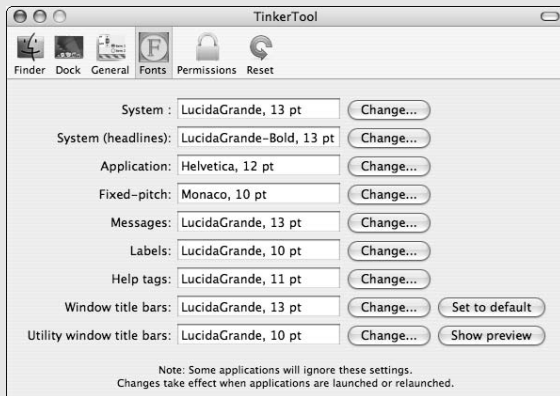 TinkerTool
Finder Dock General Fonts Permissions Reset
System : LucidaGrande, 13 pt Change...
System (headlines): LucidaGrande-Bold, 13 pt Change...
Application: Helvetica, 12 pt Change...
Fixed-pitch: Monaco, 10 pt Change...
Messages: LucidaGrande, 13 pt Change...
Labels: LucidaGrande, 10 pt Change...
Help tags: LucidaGrande, 11 pt Change...
Window title bars: LucidaGrande, 13 pt Change... Set to default
Utility window title bars: LucidaGrande, 10 pt Change... Show preview
Note: Some applications will ignore these settings.
Changes take effect when applications are launched or relaunched.